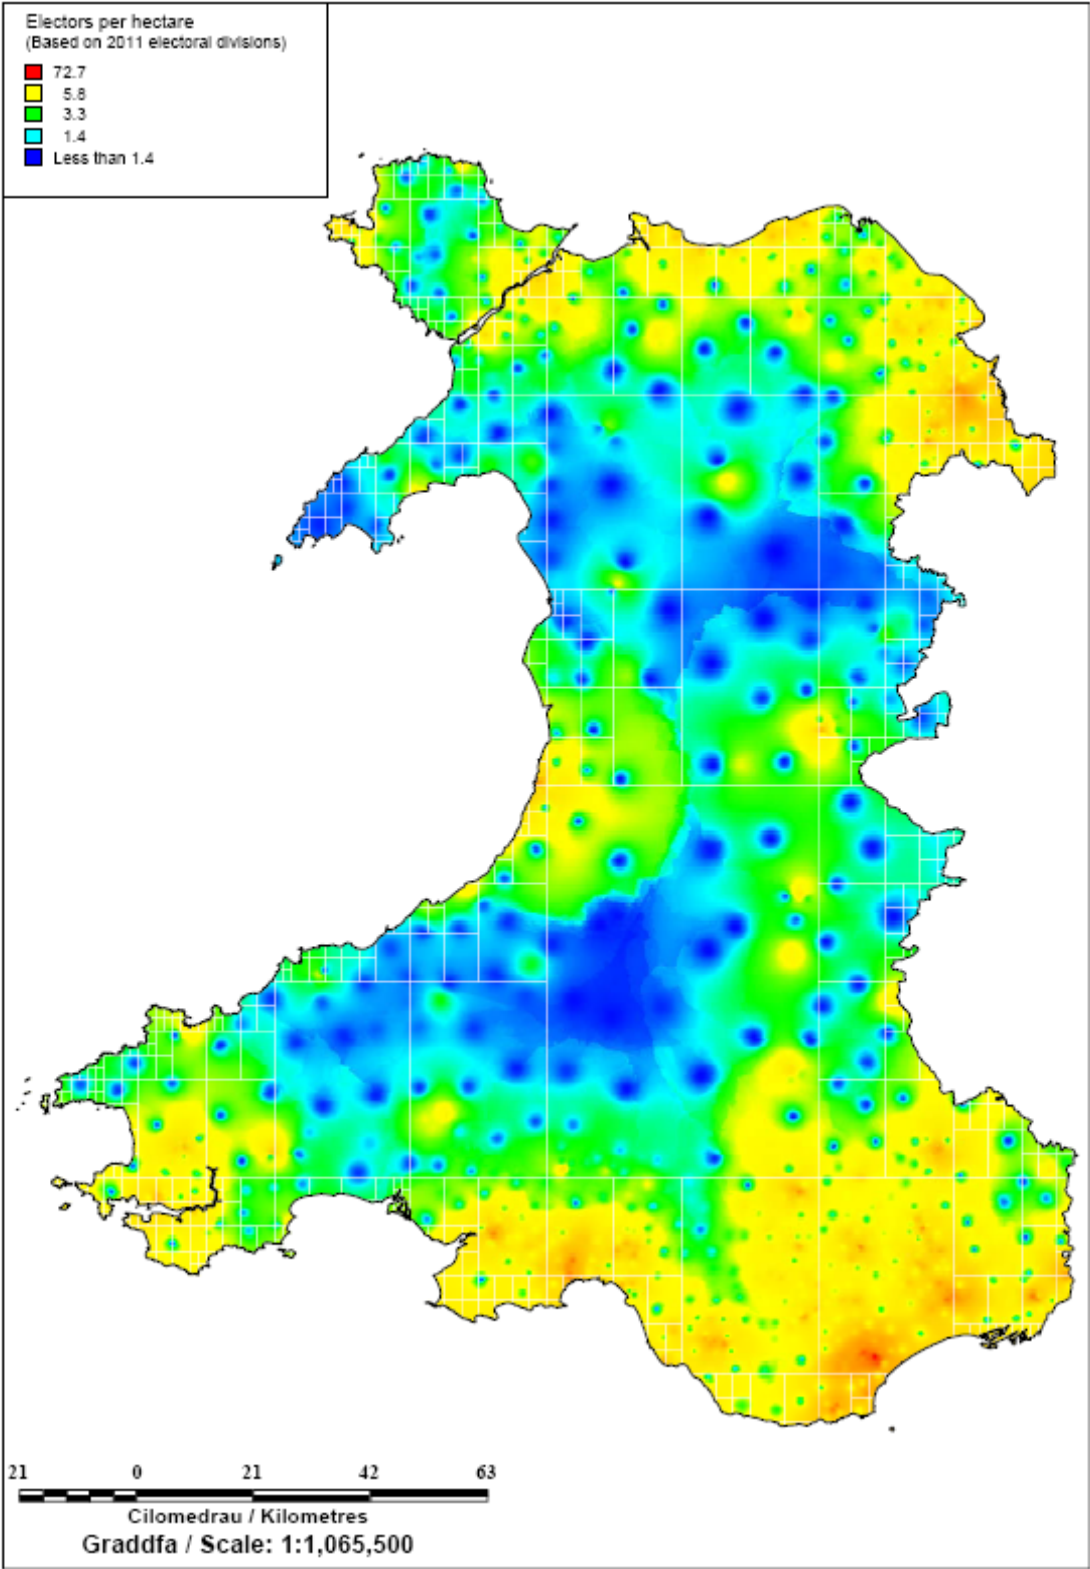 Electors per hectare
(Based on 2011 electoral divisions)
72.7
5.8
3.3
1.4
Less than 1.4
21 0 21 42 63
Cilomedrau / Kilometres
Graddfa / Scale: 1:1,065,500